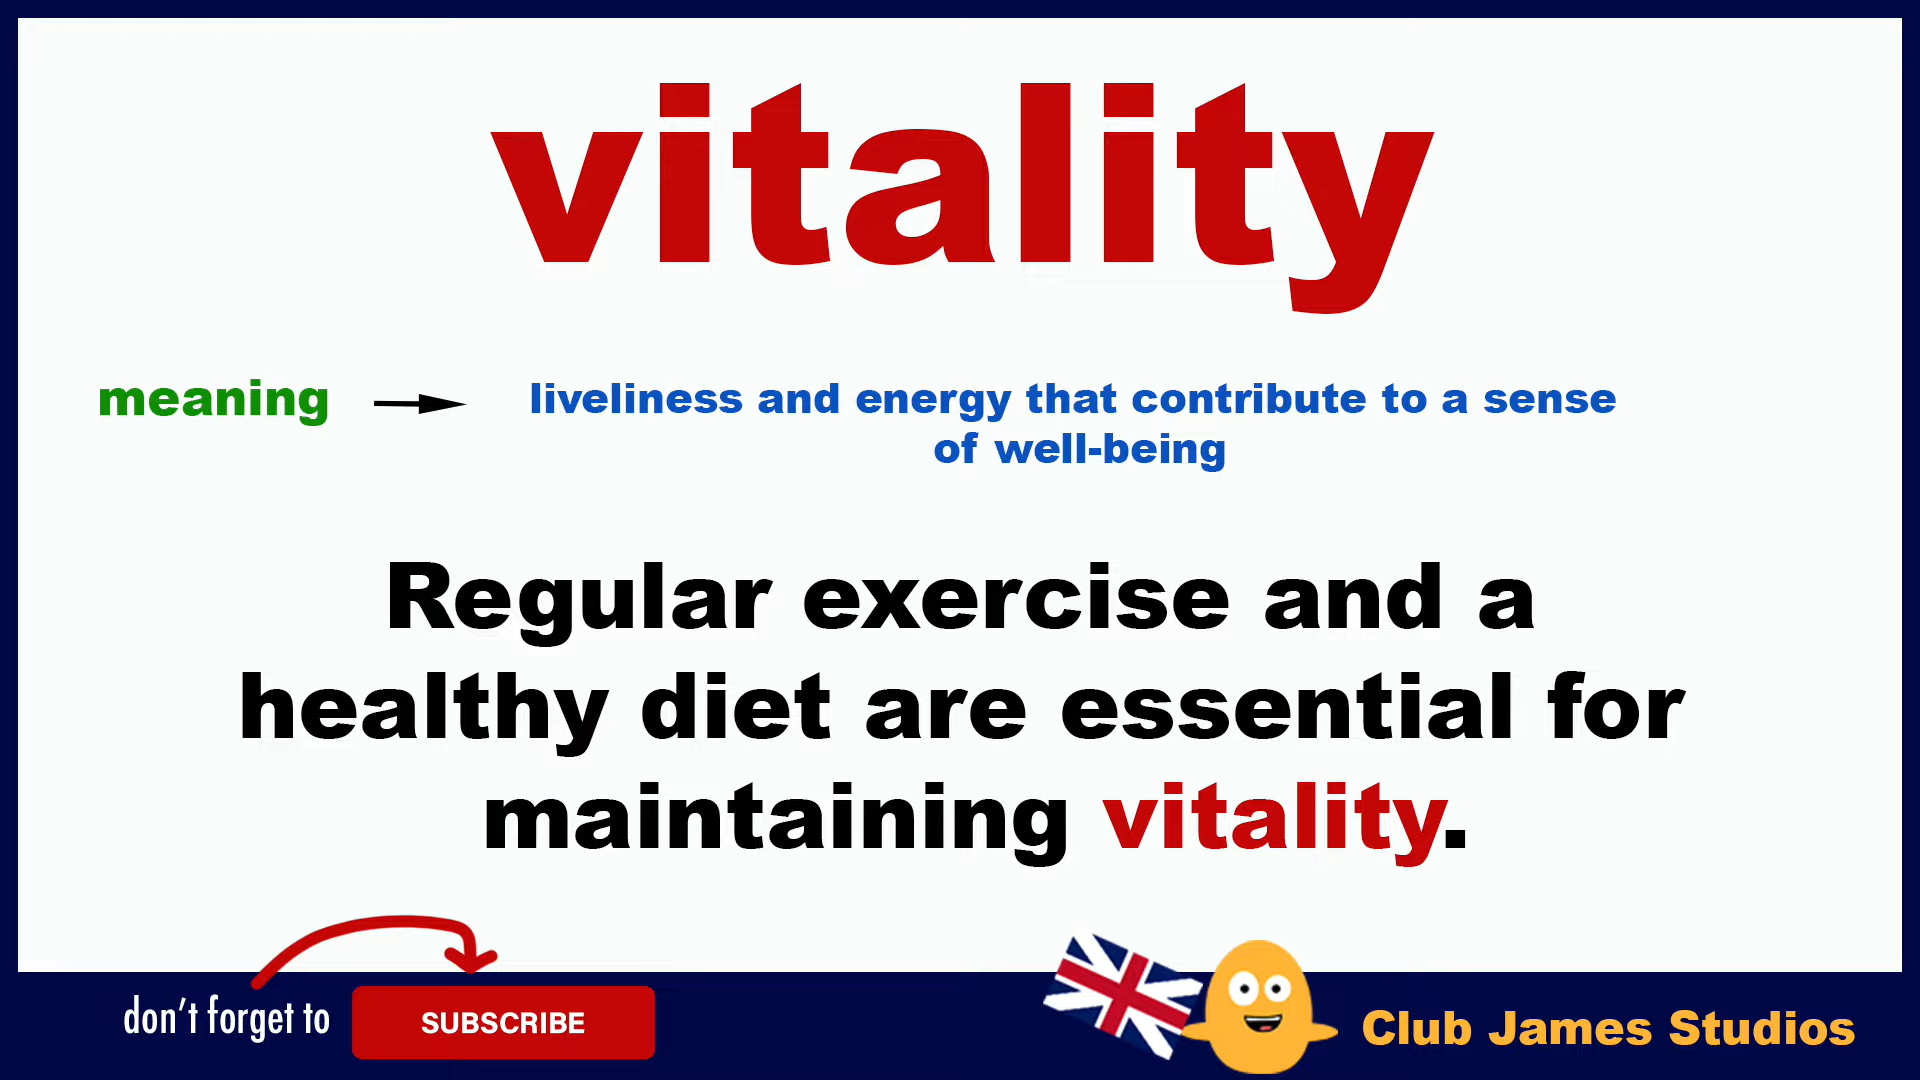 vitality
meaning
liveliness and energy that contribute to a sense
of well-being
Regular exercise and a
healthy diet are essential for
maintaining vitality.
don't forget to
SUBSCRIBE
Club James Studios